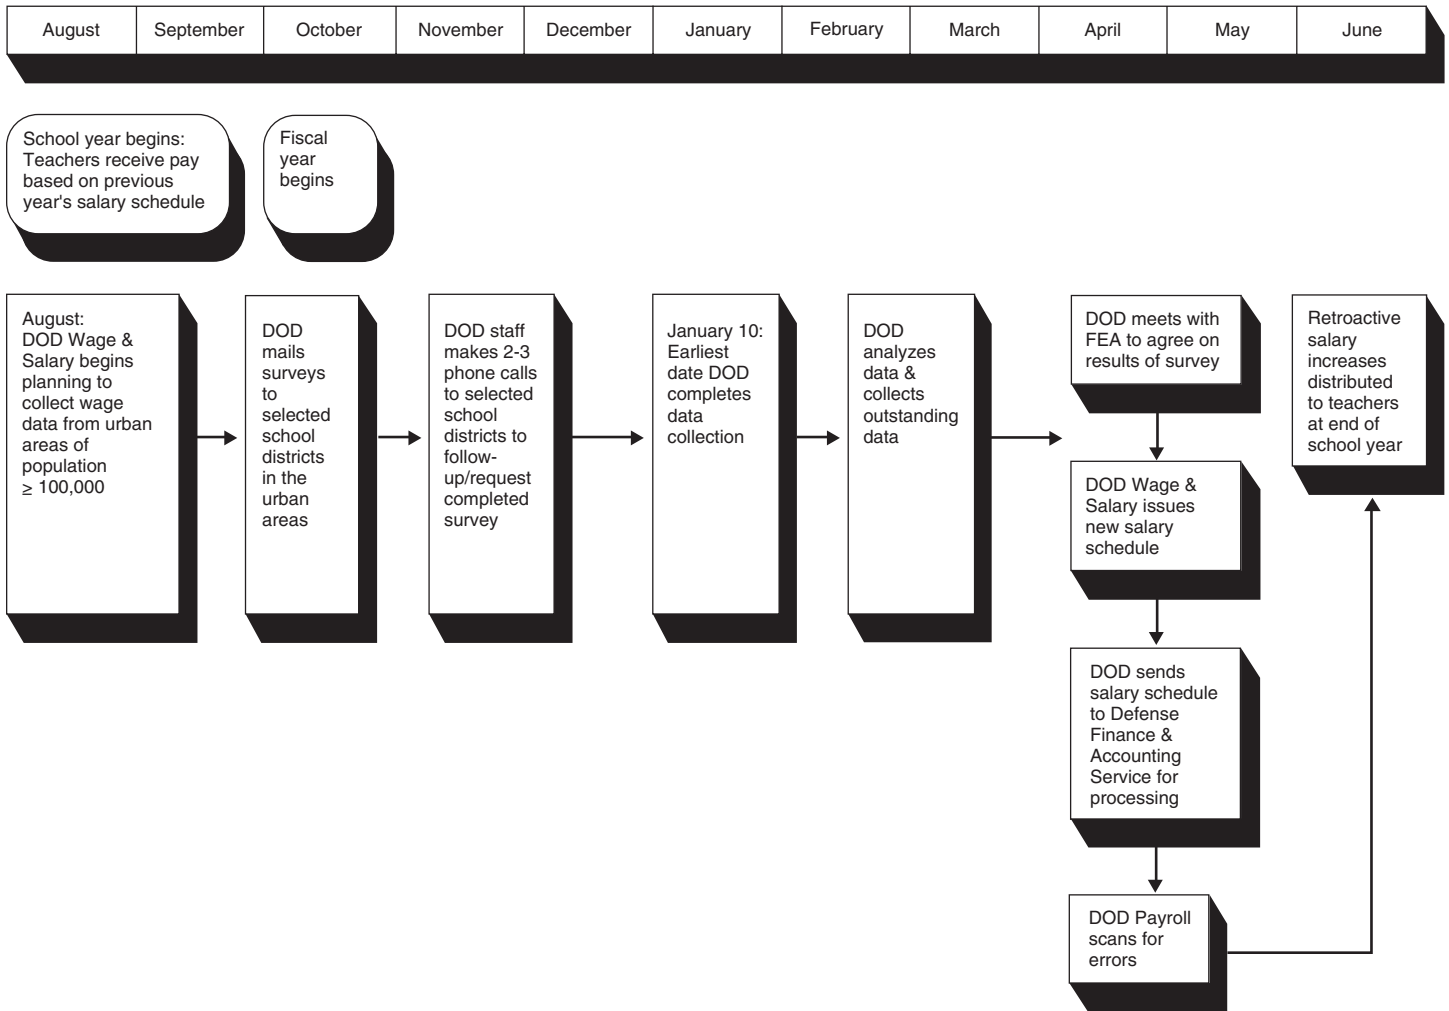 August September October November December January February March April May June
School year begins:
Teachers receive pay
based on previous
year's salary schedule
Fiscal
year
begins
August:
DOD Wage &
Salary begins
planning to
collect wage
data from urban
areas of
population
≥ 100,000
DOD
mails
surveys
to
selected
school
districts
in the
urban
areas
DOD staff
makes 2-3
phone calls
to selected
school
districts to
follow-
up/request
completed
survey
January 10:
Earliest
date DOD
completes
data
collection
DOD
analyzes
data &
collects
outstanding
data
DOD meets with
FEA to agree on
results of survey
DOD Wage &
Salary issues
new salary
schedule
DOD sends
salary schedule
to Defense
Finance &
Accounting
Service for
processing
DOD Payroll
scans for
errors
Retroactive
salary
increases
distributed
to teachers
at end of
school year